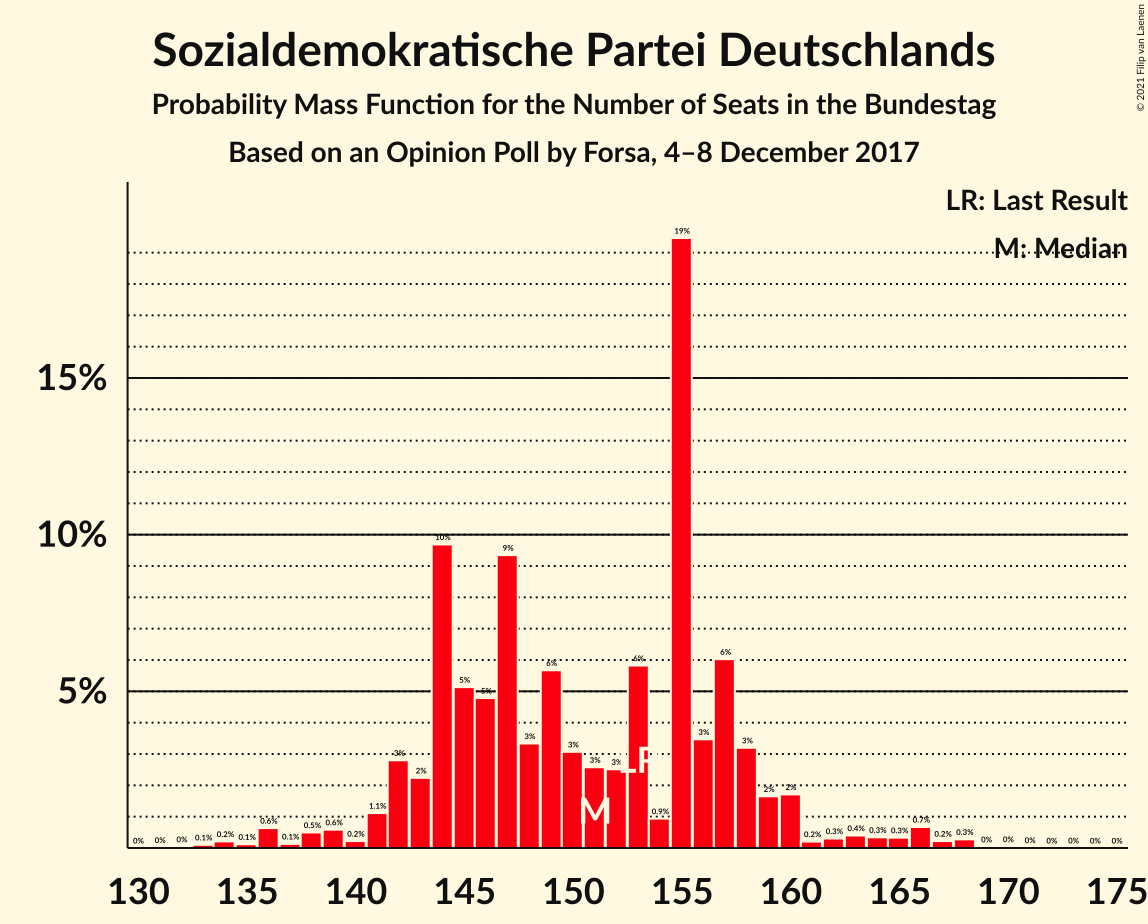 Sozialdemokratische Partei Deutschlands
Probability Mass Function for the Number of Seats in the Bundestag
Based on an Opinion Poll by Forsa, 4–8 December 2017
© 2021 Filip van Laenen
LR: Last Result
M: Median
15%
10%
5%
0% 0% 0% 0.1% 0.2% 0.1% 0.6% 0.1% 0.5% 0.6% 0.2% 1.1% 3% 2% 10% 5% 5% 9% 3% 6% 3% 3% 3% 6% 0.9% 19% 3% 6% 3% 2% 2% 0.2% 0.3% 0.4% 0.3% 0.3% 0.7% 0.2% 0.3% 0% 0% 0% 0% 0% 0% 0%
LR
M
130 135 140 145 150 155 160 165 170 175